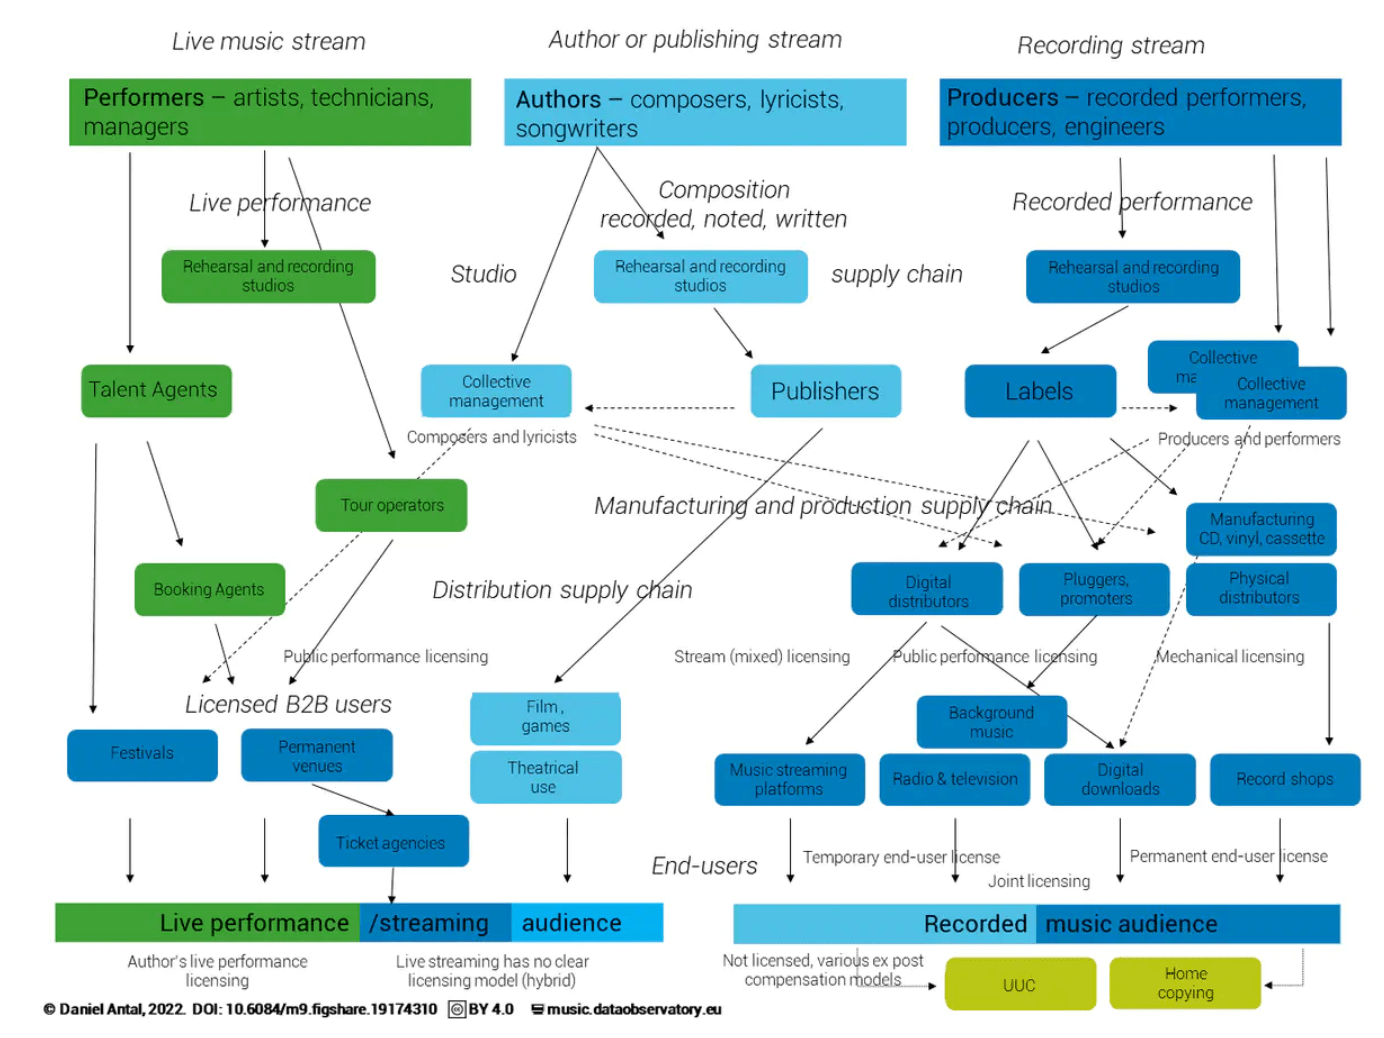 Live music stream
Author or publishing stream
Recording stream
Performers – artists, technicians,
managers
Authors – composers, lyricists,
songwriters
Producers – recorded performers,
producers, engineers
Live performance
Composition
recorded, noted, written
Recorded performance
Rehearsal and recording
studios
Studio
Rehearsal and recording
studios
supply chain
Rehearsal and recording
studios
Talent Agents
Collective
management
Publishers
Labels
Collective
ma
Collective
management
Composers and lyricists
Producers and performers
Tour operators
Manufacturing and production supply chain
Manufacturing
CD, vinyl, cassette
Booking Agents
Distribution supply chain
Digital
distributors
Pluggers,
promoters
Physical
distributors
Public performance licensing
Stream (mixed) licensing
Public performance licensing
Mechanical licensing
Licensed B2B users
Film,
games
Background
music
Festivals
Permanent
venues
Theatrical
use
Music streaming
platforms
Radio & television
Digital
downloads
Record shops
Ticket agencies
End-users
Temporary end-user license
Joint licensing
Permanent end-user license
Live performance /streaming audience
Recorded music audience
Author's live performance
licensing
Live streaming has no clear
licensing model (hybrid)
Not licensed, various ex post
compensation models
UUC
Home
copying
© Daniel Antal, 2022. DOI: 10.6084/m9.figshare.19174310 cc BY 4.0 music.dataobservatory.eu